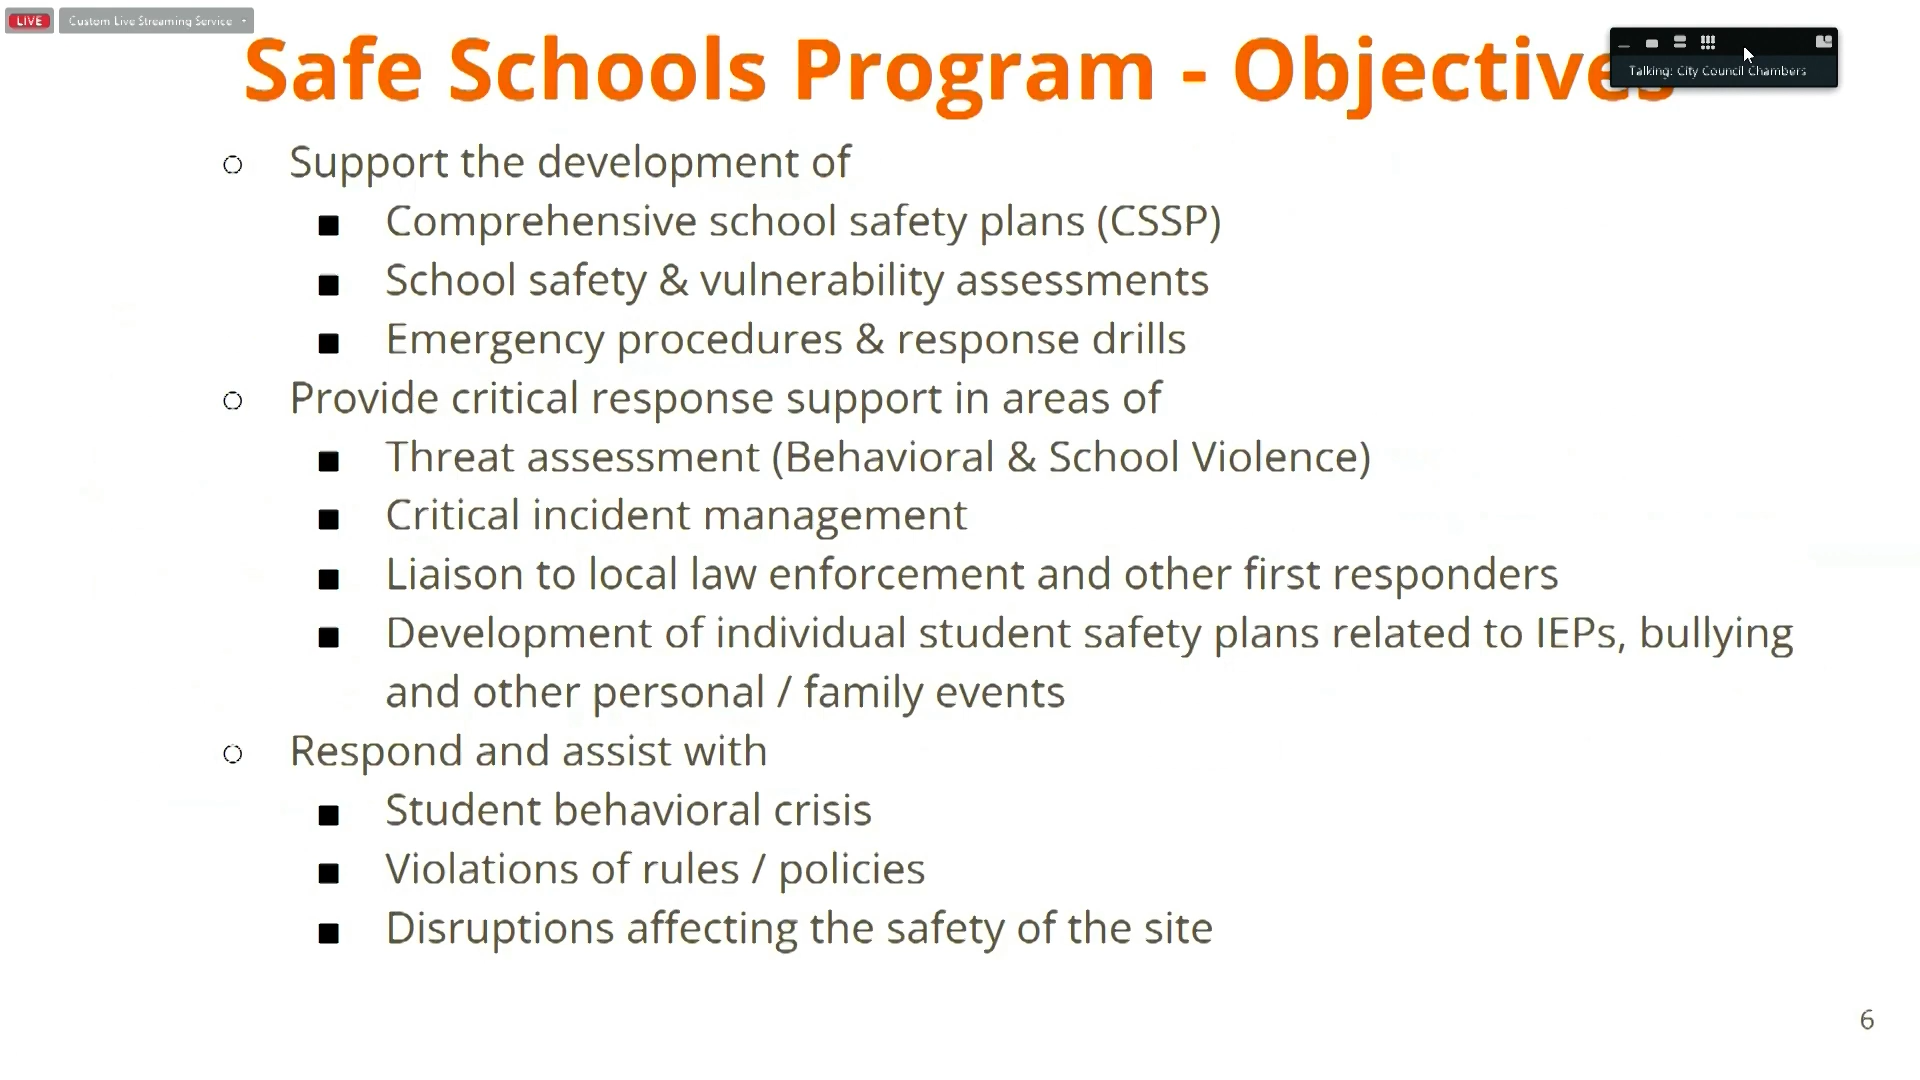 LIVE
Custom Live Streaming Service
Safe Schools Program - Objectives
Talking: City Council Chambers
Support the development of
Comprehensive school safety plans (CSSP)
School safety & vulnerability assessments
Emergency procedures & response drills
Provide critical response support in areas of
Threat assessment (Behavioral & School Violence)
Critical incident management
Liaison to local law enforcement and other first responders
Development of individual student safety plans related to IEPs, bullying
and other personal / family events
Respond and assist with
Student behavioral crisis
Violations of rules / policies
Disruptions affecting the safety of the site
6